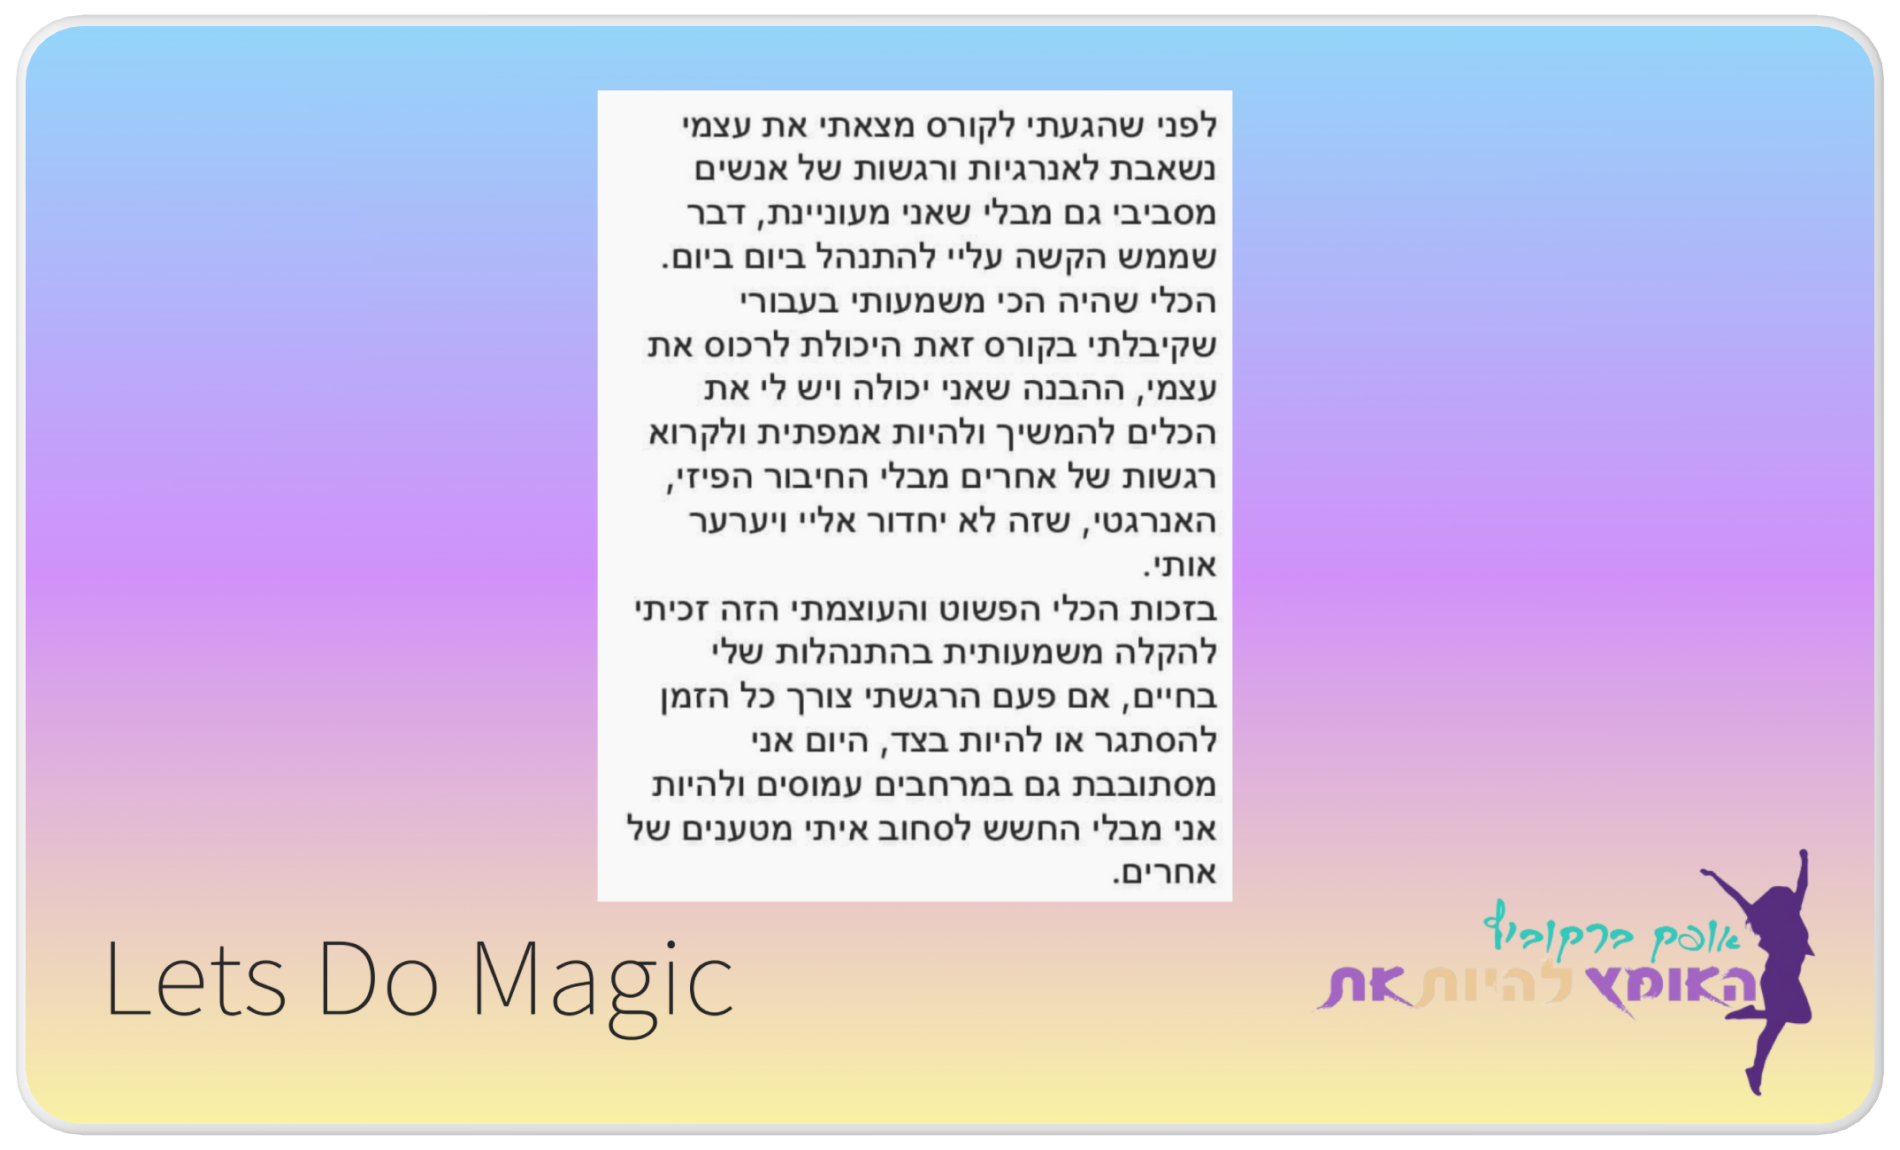 לפני שהגעתי לקורס מצאתי את עצמי
נשאבת לאנרגיות ורגשות של אנשים
מסביבי גם מבלי שאני מעוניינת, דבר
שממש הקשה עליי להתנהל ביום ביום.
הכלי שהיה הכי משמעותי בעבורי
שקיבלתי בקורס זאת היכולת לרכוס את
עצמי, ההבנה שאני יכולה ויש לי את
הכלים להמשיך ולהיות אמפתית ולקרוא
רגשות של אחרים מבלי החיבור הפיזי,
האנרגטי, שזה לא יחדור אליי ויערער
אותי.
בזכות הכלי הפשוט והעוצמתי הזה זכיתי
להקלה משמעותית בהתנהלות שלי
בחיים, אם פעם הרגשתי צורך כל הזמן
להסתגר או להיות בצד, היום אני
מסתובבת גם במרחבים עמוסים ולהיות
אני מבלי החשש לסחוב איתי מטענים של
אחרים.
Lets Do Magic
אופק ברקוביץ
האומץ להיות את